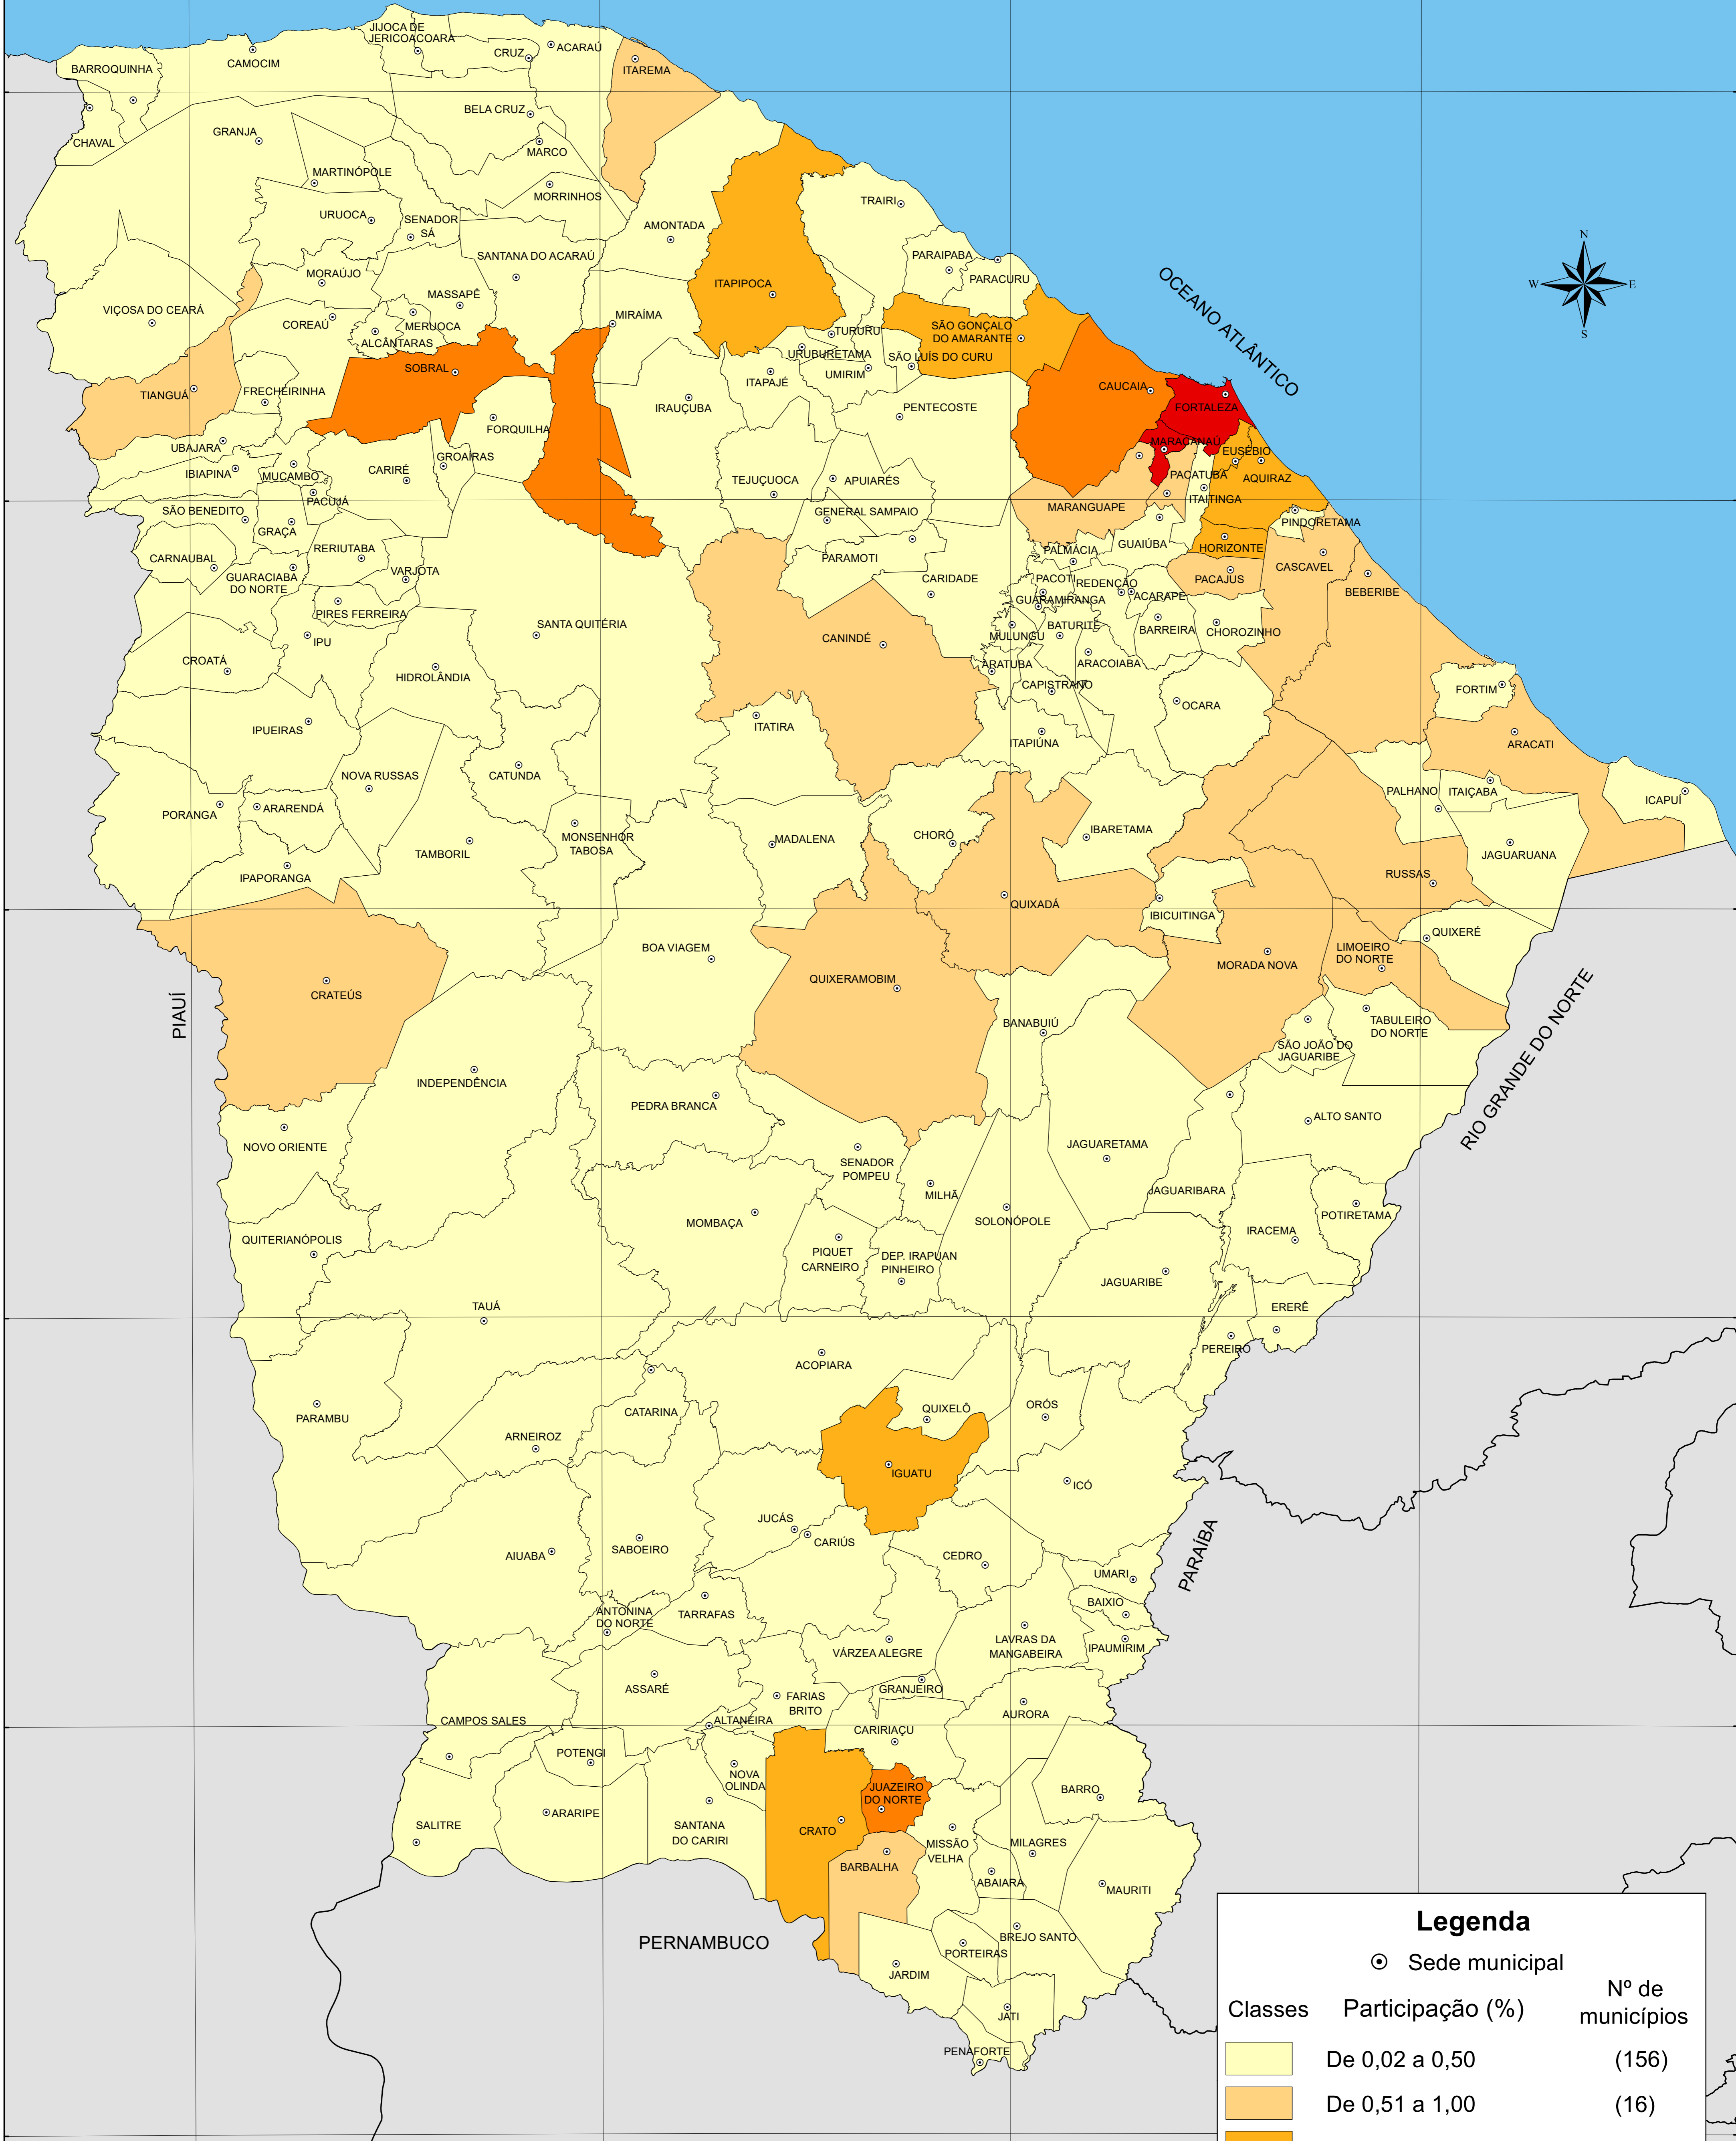 JIJOCA DE
JERICOACOARA
CRUZ
ACARAÚ
BARROQUINHA
CAMOCIM
ITAREMA
CHAVAL
GRANJA
BELA CRUZ
MARCO
MARTINÓPOLE
MORRINHOS
URUOCA
SENADOR
SÁ
AMONTADA
TRAIRI
SANTANA DO ACARAÚ
PARAIPABA
PARACURU
MORAÚJO
MASSAPÊ
ITAPIPOCA
OCEANO ATLÂNTICO
N
W
E
S
VIÇOSA DO CEARÁ
COREAÚ
MERUOCA
ALCÂNTARAS
MIRAÍMA
TURURU
URUBURETAMA
SÃO GONÇALO
DO AMARANTE
SÃO LUÍS DO CURU
UMIRIM
SOBRAL
ITAPAJÉ
TIANGUÁ
FRECHEIRINHA
IRAUÇUBA
PENTECOSTE
CAUCAIA
FORTALEZA
FORQUILHA
UBAJARA
MARACANAÚ
EUSÉBIO
IBIAPINA
MUCAMBO
CARIRÉ
GROAÍRAS
TEJUÇUOCA
APUIARÉS
PACATUBA
AQUIRAZ
ITAITINGA
PACUJÁ
SÃO BENEDITO
GRAÇA
GENERAL SAMPAIO
MARANGUAPE
PINDORETAMA
CARNAUBAL
RERIUTABA
VARJOTA
PARAMOTI
PALMÁCIA
GUAIÚBA
HORIZONTE
GUARACIABA
DO NORTE
CARIDADE
PACOTI
REDENÇÃO
PACAJUS
CASCAVEL
BEBERIBE
PIRES FERREIRA
GUARAMIRANGA
ACARAPE
IPU
SANTA QUITÉRIA
CANINDÉ
MULUNGU
BATURITÉ
BARREIRA
CHOROZINHO
CROATÁ
HIDROLÂNDIA
ARATUBA
ARACOIABA
CAPISTRANO
OCARA
FORTIM
IPUEIRAS
ITATIRA
ITAPIÚNA
ARACATI
NOVA RUSSAS
CATUNDA
PALHANO
ITAIÇABA
ICAPUÍ
PORANGA
ARARENDÁ
TAMBORIL
MONSENHOR
TABOSA
MADALENA
CHORÓ
IBARETAMA
JAGUARUANA
IPAPORANGA
RUSSAS
QUIXADÁ
IBICUITINGA
QUIXERÉ
BOA VIAGEM
LIMOEIRO
DO NORTE
CRATEÚS
QUIXERAMOBIM
MORADA NOVA
PIAUÍ
BANABUIÚ
TABULEIRO
DO NORTE
SÃO JOÃO DO
JAGUARIBE
RIO GRANDE DO NORTE
INDEPENDÊNCIA
PEDRA BRANCA
ALTO SANTO
NOVO ORIENTE
SENADOR
POMPEU
JAGUARETAMA
MILHÃ
JAGUARIBARA
MOMBAÇA
SOLONÓPOLE
POTIRETAMA
IRACEMA
QUITERIANÓPOLIS
PIQUET
CARNEIRO
DEP. IRAPUAN
PINHEIRO
JAGUARIBE
TAUÁ
ERERÊ
PEREIRO
ACOPIARA
PARAMBU
CATARINA
QUIXELÔ
ORÓS
ARNEIROZ
IGUATU
ICÓ
JUCÁS
CARIÚS
AIUABA
SABOEIRO
CEDRO
UMARI
PARAÍBA
ANTONINA
DO NORTE
TARRAFAS
BAIXIO
VÁRZEA ALEGRE
LAVRAS DA
MANGABEIRA
IPAUMIRIM
ASSARÉ
FARIAS
BRITO
GRANJEIRO
CAMPOS SALES
ALTANEIRA
CARIRIAÇU
AURORA
POTENGI
NOVA
OLINDA
JUAZEIRO
DO NORTE
BARRO
SALITRE
ARARIPE
SANTANA
DO CARIRI
CRATO
MISSÃO
VELHA
MILAGRES
BARBALHA
ABAIARA
MAURITI
PERNAMBUCO
BREJO SANTO
PORTEIRAS
JARDIM
JATI
PENAFORTE
Legenda
Sede municipal
Classes Participação (%) Nº de
municípios
De 0,02 a 0,50 (156)
De 0,51 a 1,00 (16)